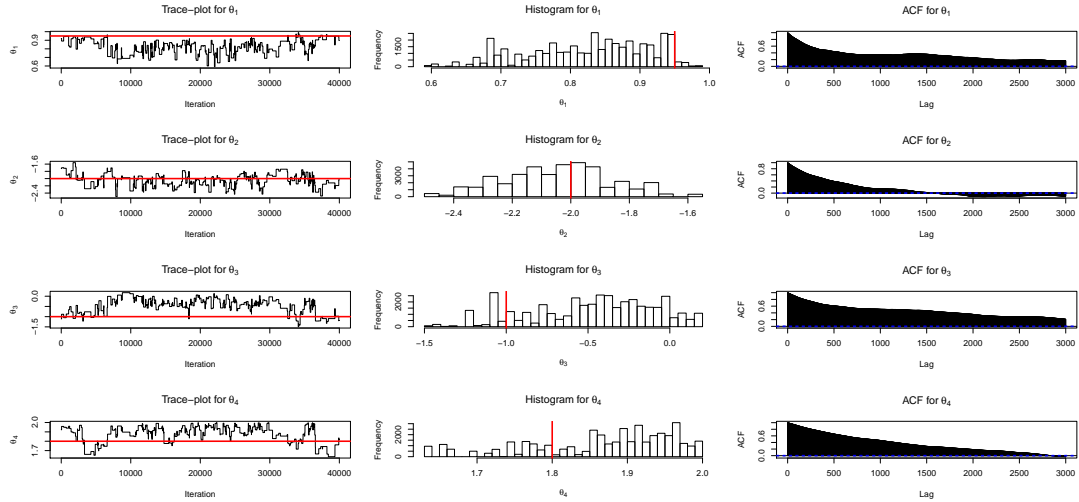 Trace−plot for θ1
Histogram for θ1
ACF for θ1
θ1
0.6
0.9
0 10000 20000 30000 40000
Iteration
Frequency
0
1500
0.6 0.7 0.8 0.9 1.0
θ1
ACF
0.0
0.6
0 500 1000 1500 2000 2500 3000
Lag
Trace−plot for θ2
Histogram for θ2
ACF for θ2
θ2
−2.4
−1.6
0 10000 20000 30000 40000
Iteration
Frequency
0
3000
−2.4 −2.2 −2.0 −1.8 −1.6
θ2
ACF
0.0
0.6
0 500 1000 1500 2000 2500 3000
Lag
Trace−plot for θ3
Histogram for θ3
ACF for θ3
θ3
−1.5
0.0
0 10000 20000 30000 40000
Iteration
Frequency
0
2000
−1.5 −1.0 −0.5 0.0
θ3
ACF
0.0
0.6
0 500 1000 1500 2000 2500 3000
Lag
Trace−plot for θ4
Histogram for θ4
ACF for θ4
θ4
1.7
2.0
0 10000 20000 30000 40000
Iteration
Frequency
0
2000
1.7 1.8 1.9 2.0
θ4
ACF
0.0
0.6
0 500 1000 1500 2000 2500 3000
Lag